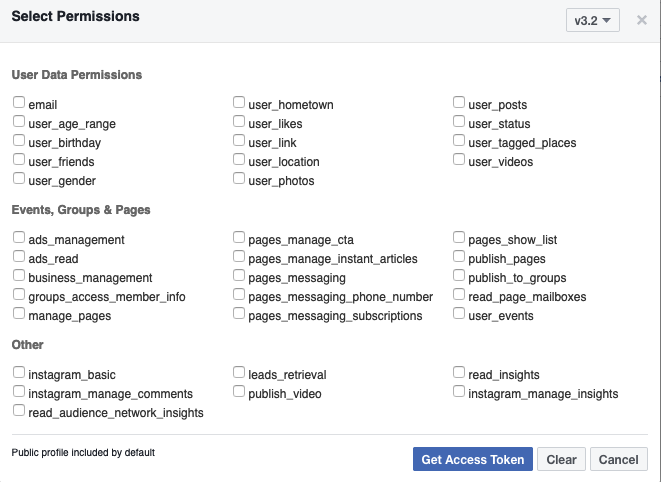 Select Permissions
v3.2
User Data Permissions
email
user_age_range
user_birthday
user_friends
user_gender
user_hometown
user_likes
user_link
user_location
user_photos
user_posts
user_status
user_tagged_places
user_videos
Events, Groups & Pages
ads_management
ads_read
business_management
groups_access_member_info
manage_pages
pages_manage_cta
pages_manage_instant_articles
pages_messaging
pages_messaging_phone_number
pages_messaging_subscriptions
pages_show_list
publish_pages
publish_to_groups
read_page_mailboxes
user_events
Other
instagram_basic
instagram_manage_comments
read_audience_network_insights
leads_retrieval
publish_video
read_insights
instagram_manage_insights
Public profile included by default
Get Access Token
Clear
Cancel